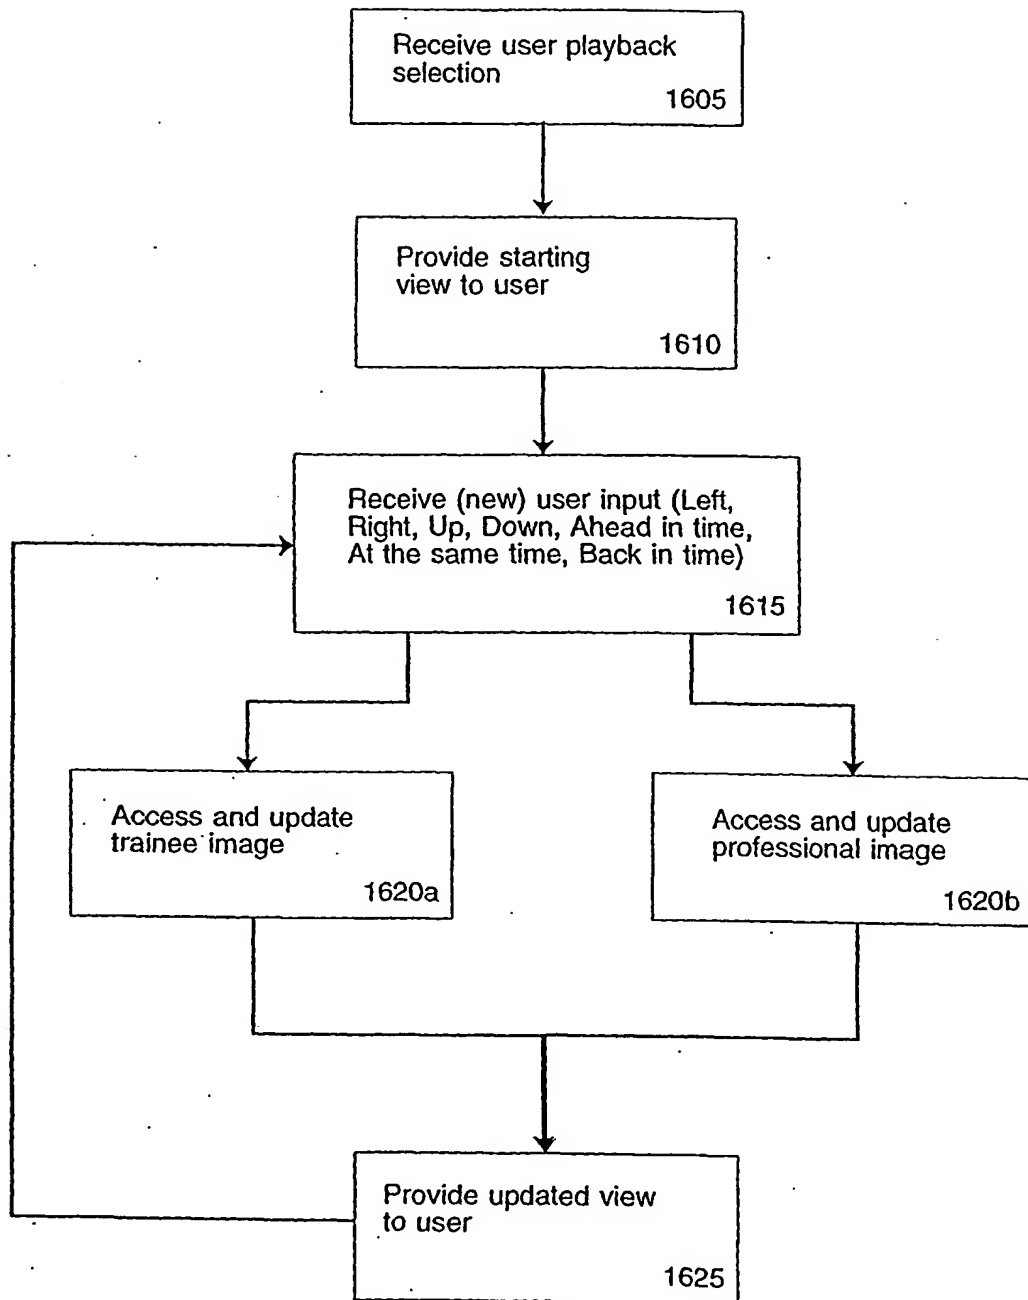 Receive user playback
selection
1605
Provide starting
view to user
1610
Receive (new) user input (Left,
Right, Up, Down, Ahead in time,
At the same time, Back in time)
1615
Access and update
trainee image
1620a
Access and update
professional image
1620b
Provide updated view
to user
1625